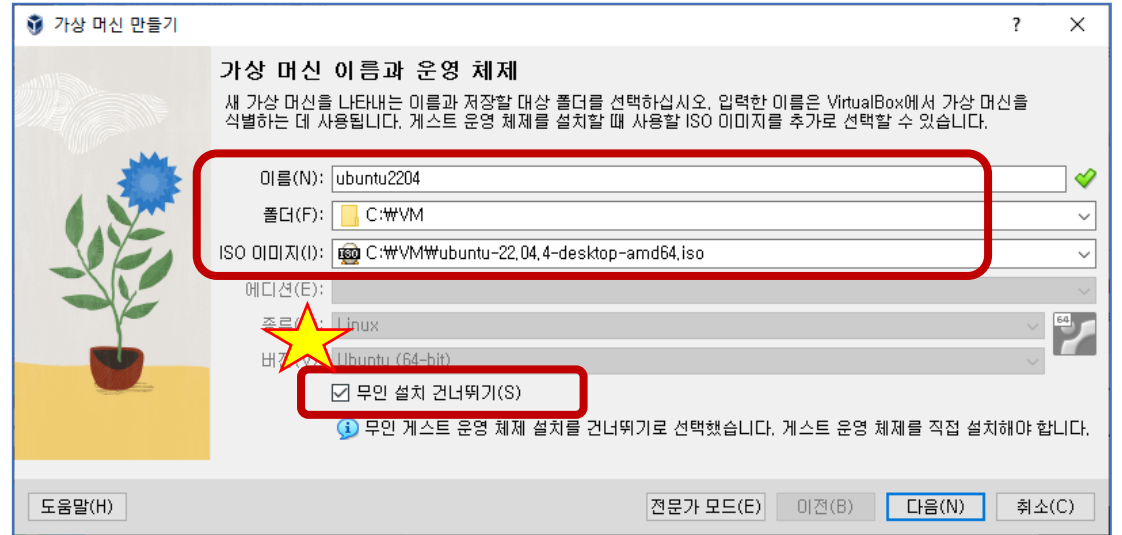 가상 머신 만들기
?
가상 머신 이름과 운영 체제
새 가상 머신을 나타내는 이름과 저장할 대상 폴더를 선택하십시오. 입력한 이름은 VirtualBox에서 가상 머신을
식별하는 데 사용됩니다. 게스트 운영 체제를 설치할 때 사용할 ISO 이미지를 추가로 선택할 수 있습니다.
이름(N): ubuntu2204
폴더(F): C:₩VM
ISO 이미지(I): ISO C:₩VM₩ubuntu-22.04.4-desktop-amd64.iso
에디션(E):
Linux 64
Ubuntu (64-bit)
무인 설치 건너뛰기(S)
무인 게스트 운영 체제 설치를 건너뛰기로 선택했습니다. 게스트 운영 체제를 직접 설치해야 합니다.
도움말(H) 전문가 모드(E) 이전(B) 다음(N) 취소(C)